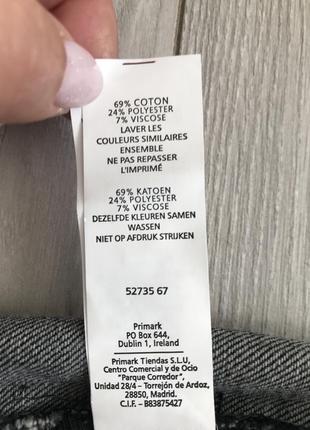 69% COTON
24% POLYESTER
7% VISCOSE
LAVER LES
COULEURS SIMILAIRES
ENSEMBLE
NE PAS REPASSER
L'IMPRIMÉ
69% KATOEN
24% POLYESTER
7% VISCOSE
DEZELFDE KLEUREN SAMEN
WASSEN
NIET OP AFDRUK STRIJKEN
52735 67
Primark
PO Box 644,
Dublin 1, Ireland
Primark Tiendas S.L.U,
Centro Comercial y de Ocio
"Parque Corredor",
Unidad 28/4 – Torrejón de Ardoz,
28850, Madrid.
C.I.F. – B83875427